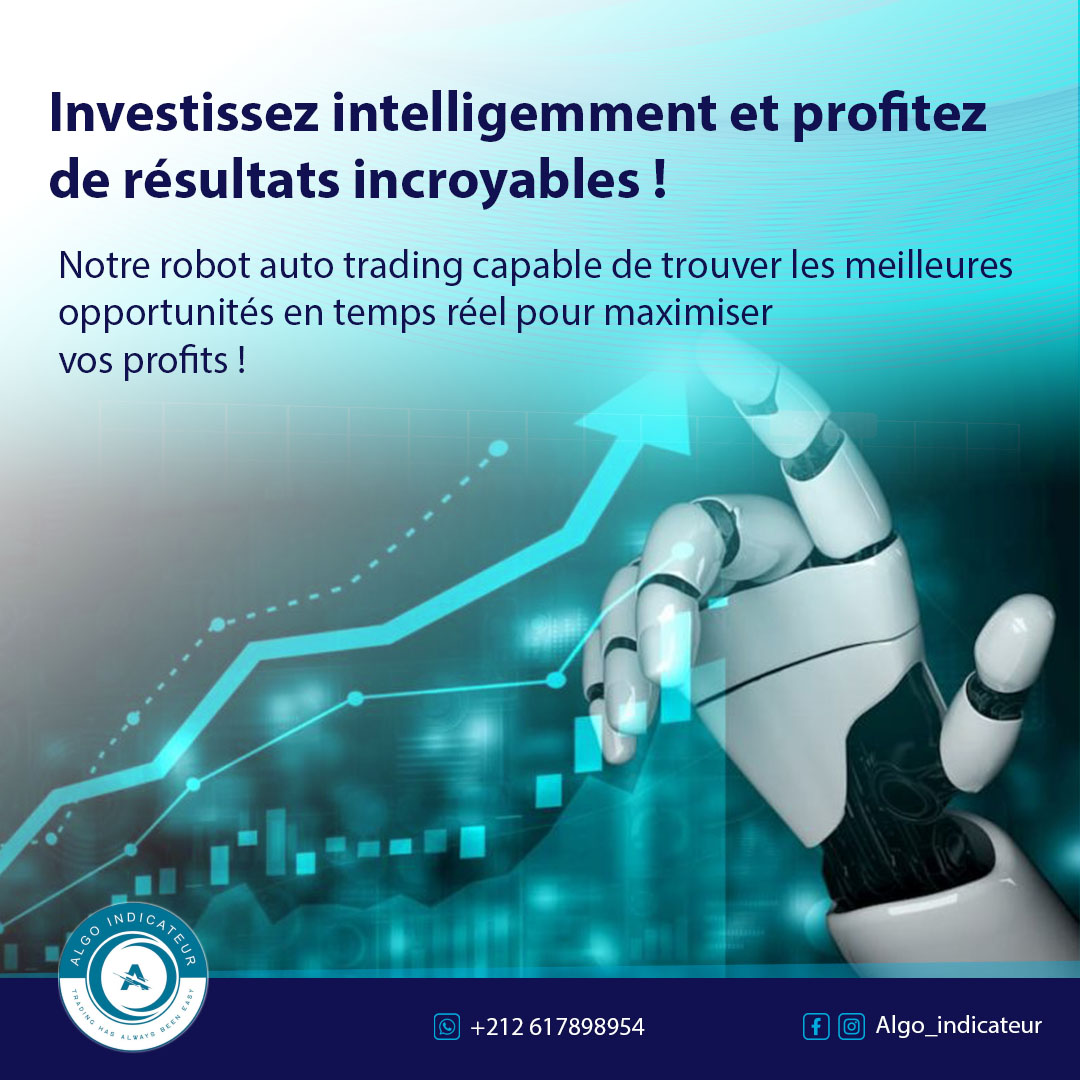 Investissez intelligemment et profitez
de résultats incroyables !
Notre robot auto trading capable de trouver les meilleures
opportunités en temps réel pour maximiser
vos profits !
ALGO INDICATEUR
TRADING HAS ALWAYS BEEN EASY
+212 617898954
Algo_indicateur